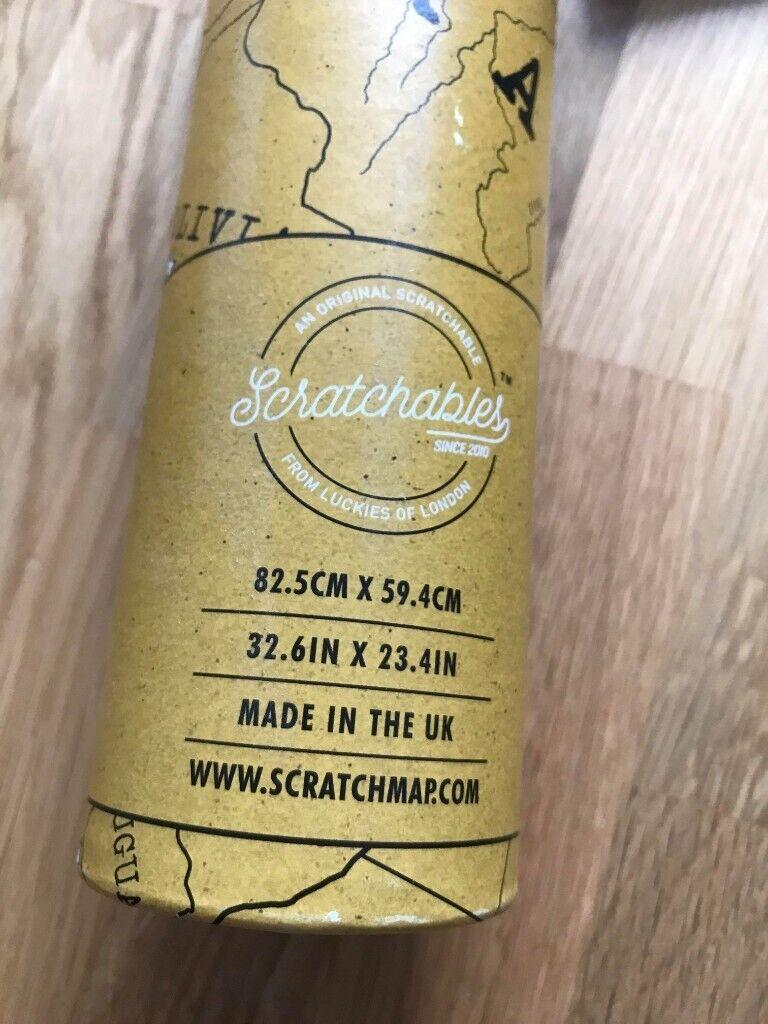 A
LIVI
AN ORIGINAL SCRATCHABLE
Scratchables™
SINCE 2010
FROM LUCKIES OF LONDON
82.5CM X 59.4CM
32.6IN X 23.4IN
MADE IN THE UK
WWW.SCRATCHMAP.COM